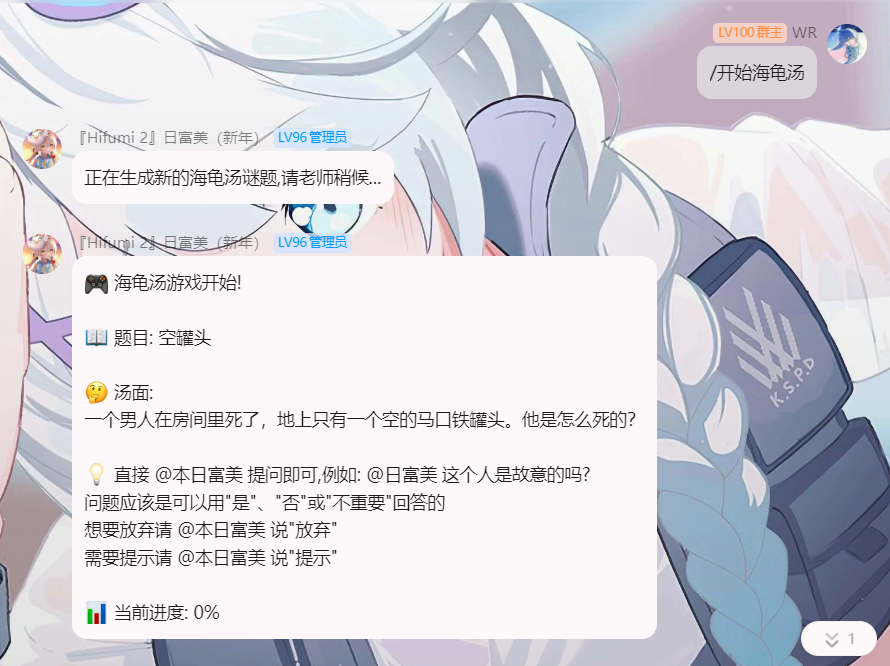 LV100 群主 WR
/开始海龟汤
『Hifumi 2』日富美（新年） LV96 管理员
正在生成新的海龟汤谜题,请老师稍候...
『Hifumi 2』日富美（新年） LV96 管理员
🎮 海龟汤游戏开始!
📖 题目: 空罐头
🤔 汤面:
一个男人在房间里死了，地上只有一个空的马口铁罐头。他是怎么死的?
💡 直接 @本日富美 提问即可,例如: @日富美 这个人是故意的吗?
问题应该是可以用"是"、"否"或"不重要"回答的
想要放弃请 @本日富美 说"放弃"
需要提示请 @本日富美 说"提示"
📊 当前进度: 0%
K.S.P.D
1